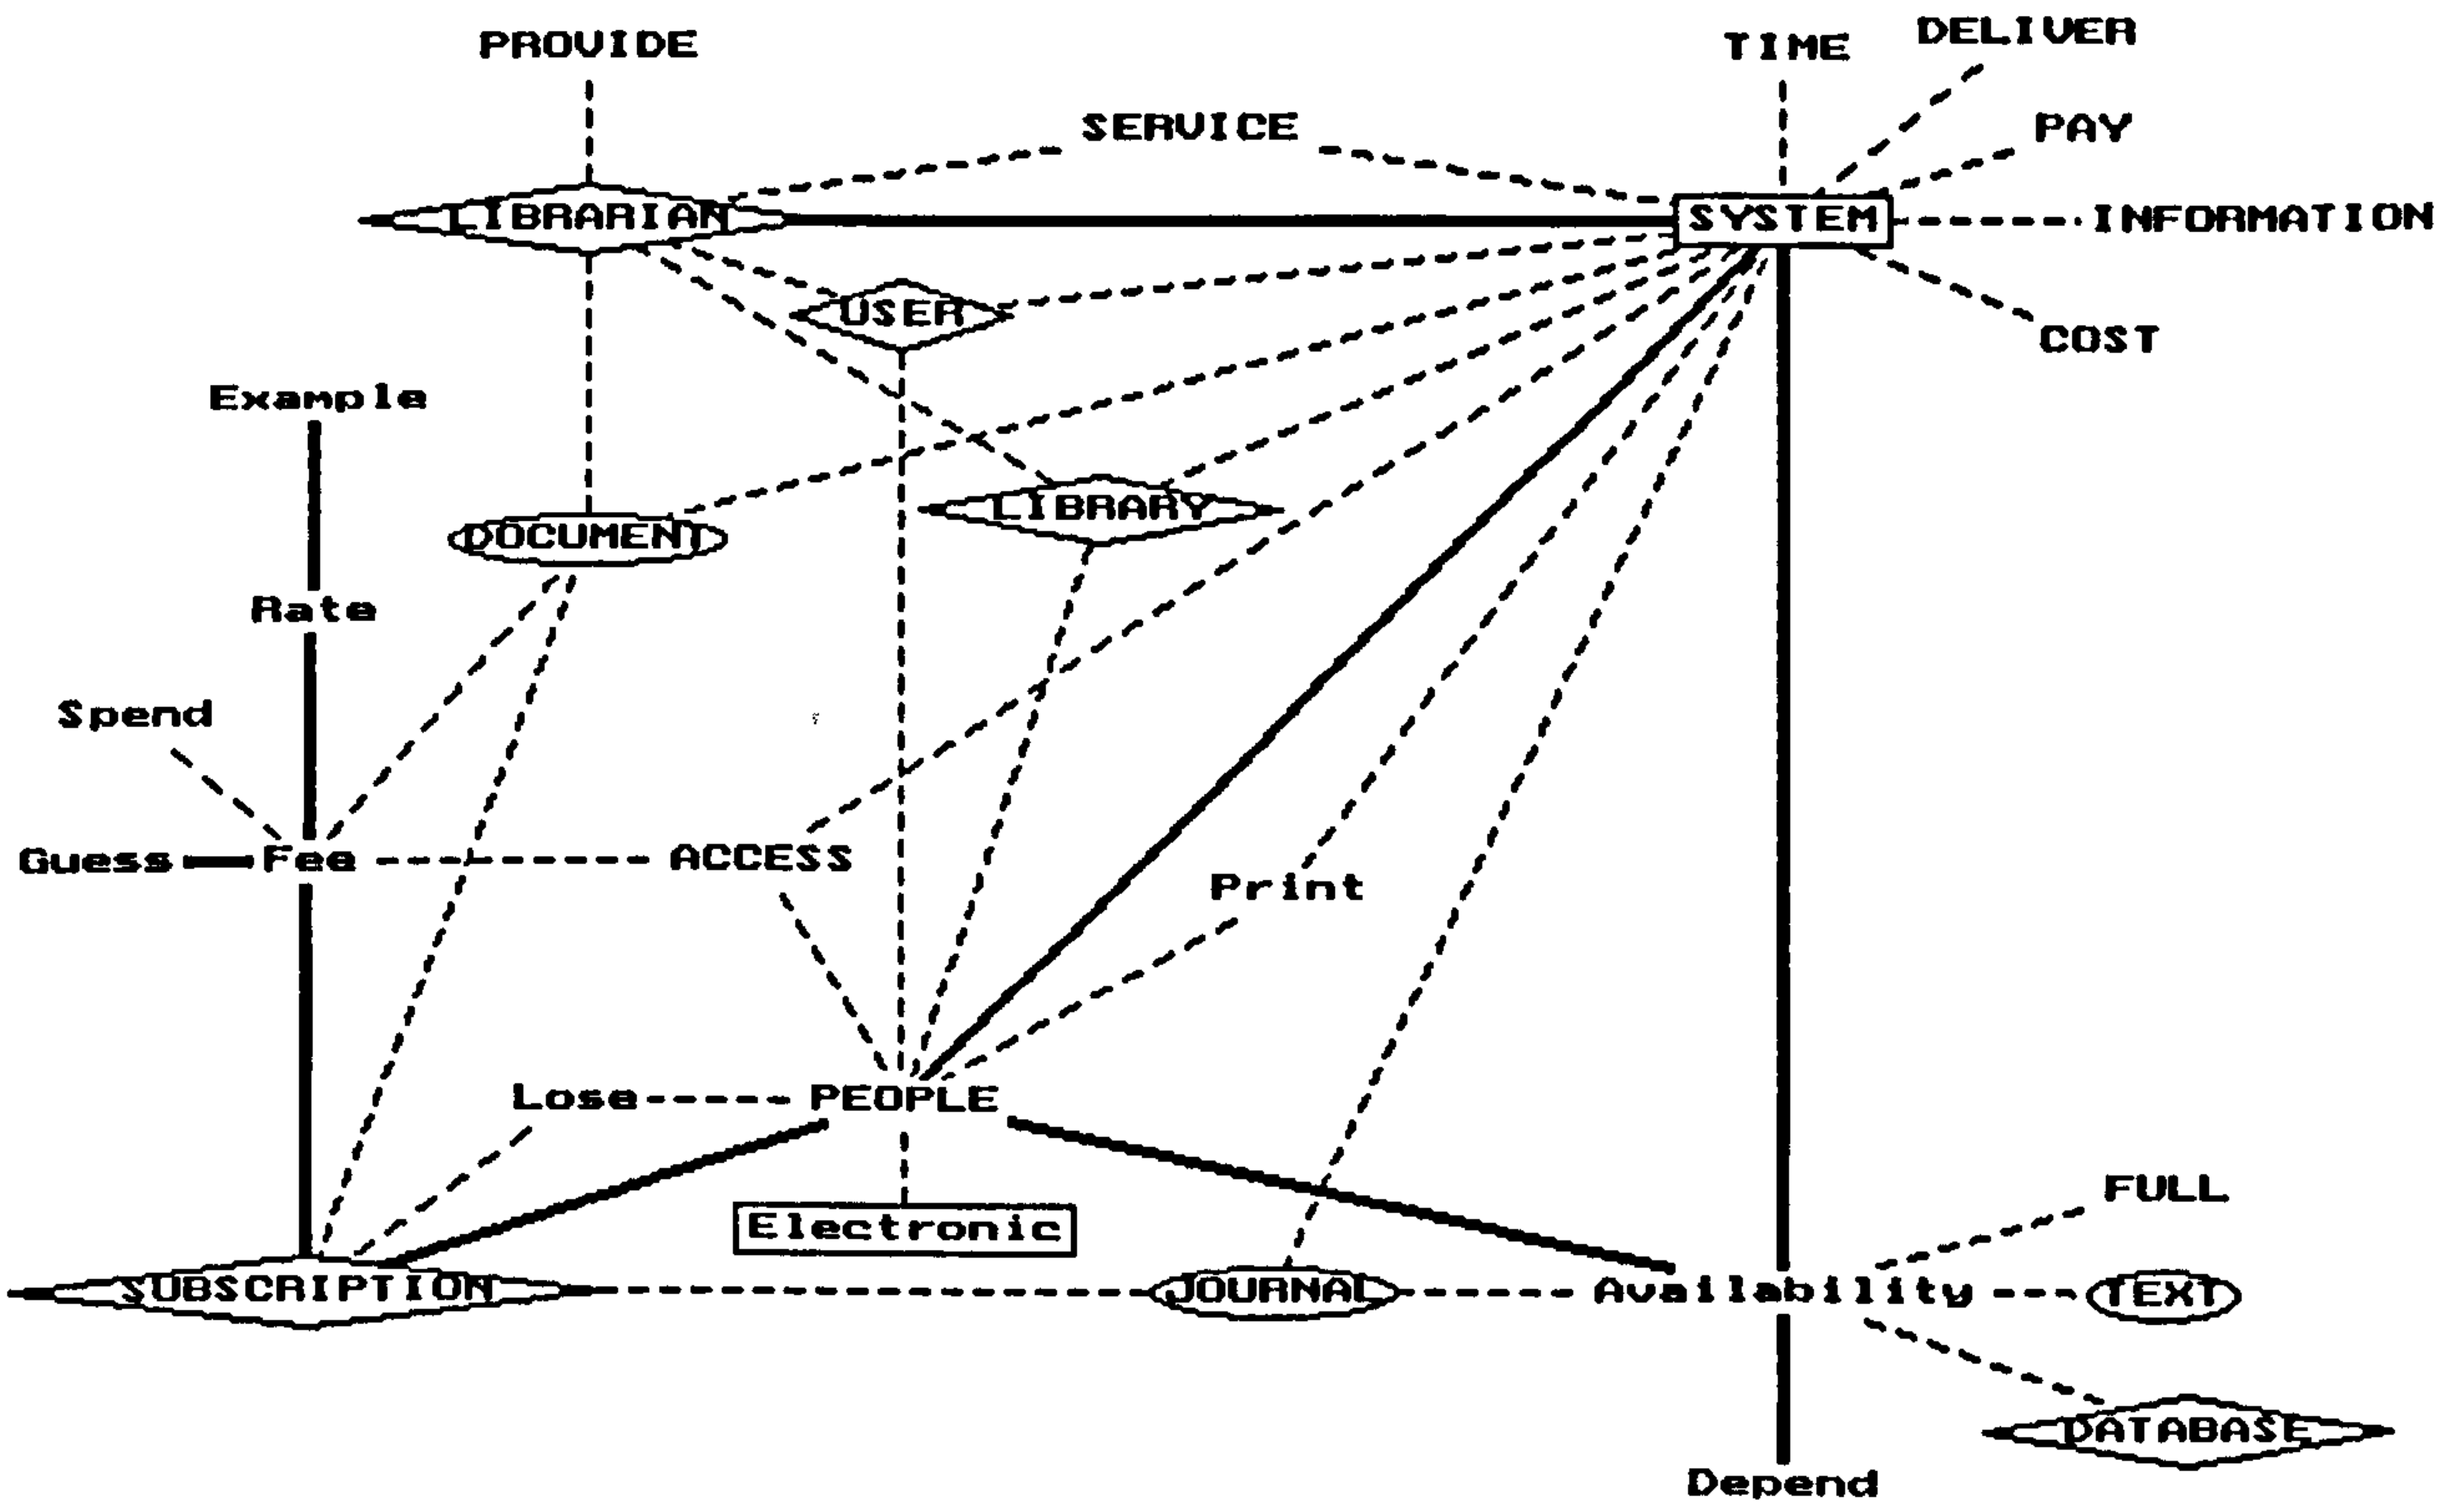 PROVIDE
TIME
DELIVER
SERVICE
PAY
LIBRARIAN
SYSTEM
INFORMATION
USER
COST
Example
LIBRARY
DOCUMENT
Rate
Spend
Guess
Fee
ACCESS
Print
Lose
PEOPLE
FULL
Electronic
SUBSCRIPTION
JOURNAL
Availability
TEXT
DATABASE
Depend